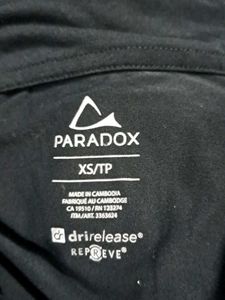 PARADOX
XS/TP
MADE IN CAMBODIA
FABRIQUÉ AU CAMBODGE
CA 19510 / RN 123274
ITM./ART. 3363624
drirelease®
REPREVE®